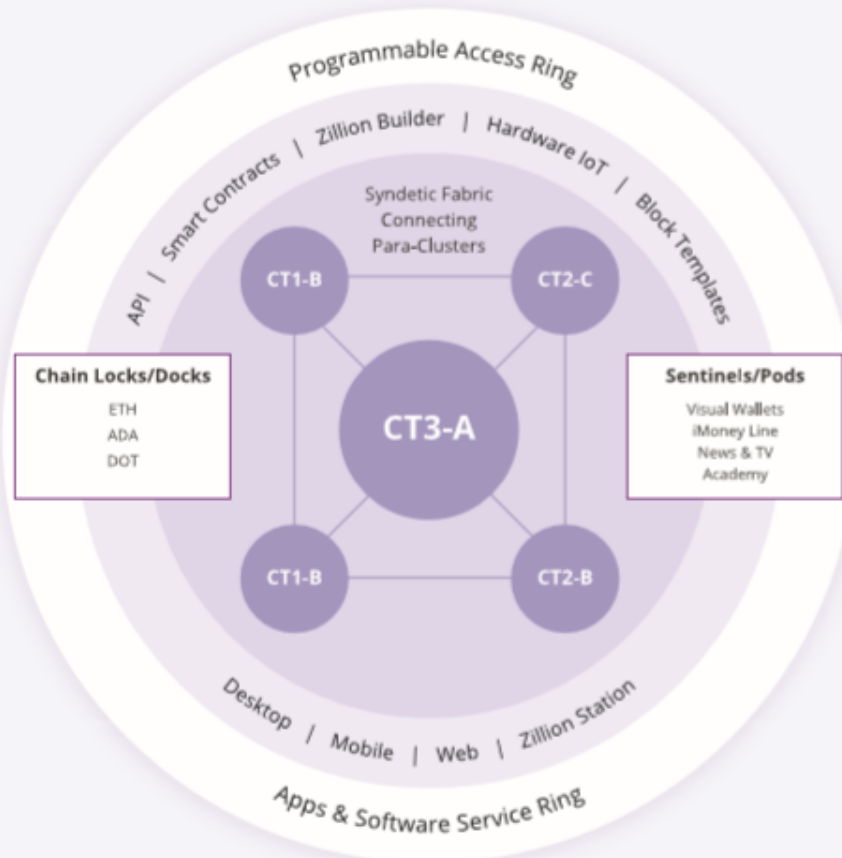 Programmable Access Ring
API | Smart Contracts | Zillion Builder | Hardware IoT | Block Templates
Syndetic Fabric
Connecting
Para-Clusters
CT1-B
CT2-C
Chain Locks/Docks
ETH
ADA
DOT
CT3-A
Sentinels/Pods
Visual Wallets
iMoney Line
News & TV
Academy
CT1-B
CT2-B
Desktop | Mobile | Web | Zillion Station
Apps & Software Service Ring